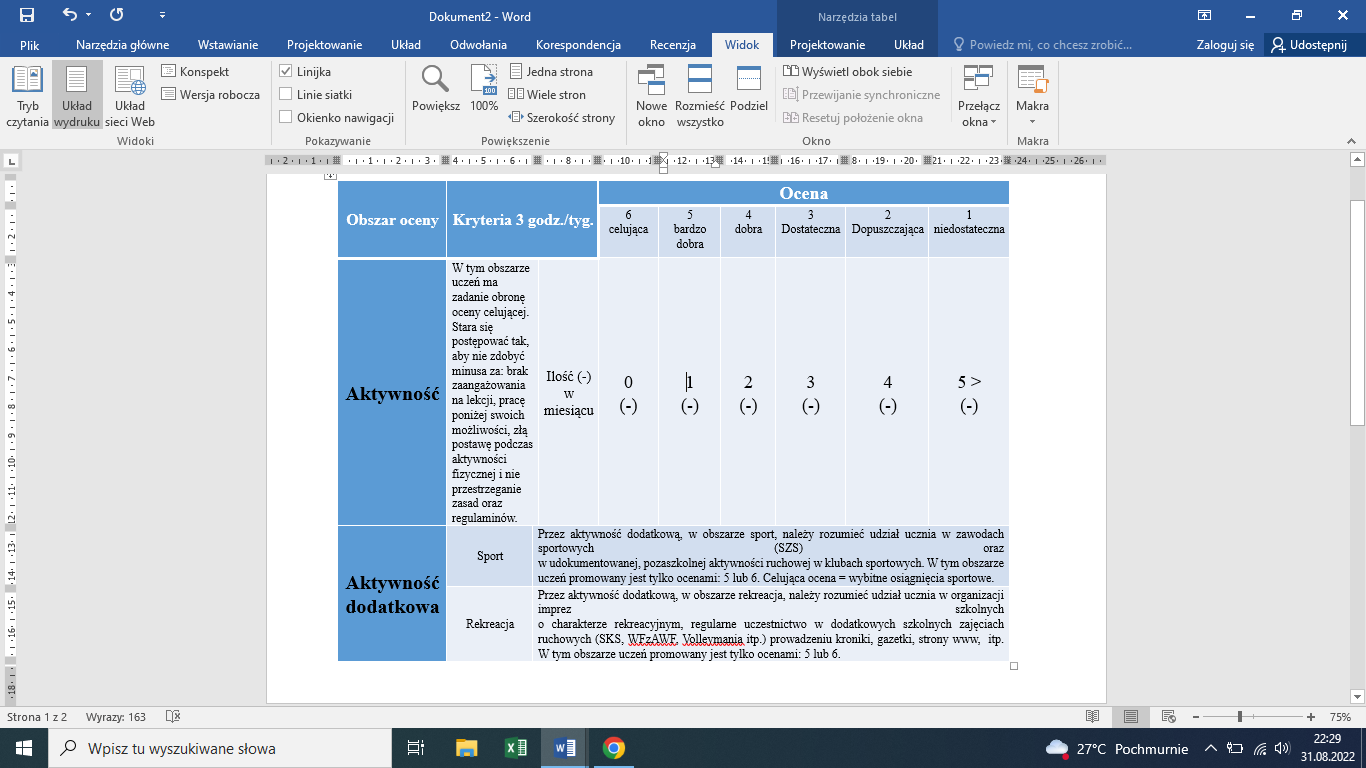 Dokument2 - Word
Narzędzia tabel
Plik
Narzędzia główne
Wstawianie
Projektowanie
Układ
Odwołania
Korespondencja
Recenzja
Widok
Projektowanie
Układ
Powiedz mi, co chcesz zrobić...
Zaloguj się
Udostępnij
Tryb
czytania
Układ
wydruku
Układ
sieci Web
Konspekt
Wersja robocza
Widoki
Linijka
Linie siatki
Okienko nawigacji
Pokazywanie
Powiększ
100
100%
Jedna strona
Wiele stron
Szerokość strony
Powiększenie
Nowe
okno
Rozmieść
wszystko
Podziel
Wyświetl obok siebie
Przewijanie synchroniczne
Resetuj położenie okna
Przełącz
okna
Okno
Makra
Makra
Obszar oceny
Kryteria 3 godz./tyg.
Ocena
6
celująca
5
bardzo
dobra
4
dobra
3
Dostateczna
2
Dopuszczająca
1
niedostateczna
Aktywność
W tym obszarze
uczeń ma
zadanie obronę
oceny celującej.
Stara się
postępować tak,
aby nie zdobyć
minusa za: brak
zaangażowania
na lekcji, pracę
poniżej swoich
możliwości, złą
postawę podczas
aktywności
fizycznej i nie
przestrzeganie
zasad oraz
regulaminów.
Ilość (-)
w
miesiącu
0
(-)
1
(-)
2
(-)
3
(-)
4
(-)
5 >
(-)
Aktywność
dodatkowa
Sport
Przez aktywność dodatkową, w obszarze sport, należy rozumieć udział ucznia w zawodach
sportowych (SZS) oraz
w udokumentowanej, pozaszkolnej aktywności ruchowej w klubach sportowych. W tym obszarze
uczeń promowany jest tylko ocenami: 5 lub 6. Celująca ocena = wybitne osiągnięcia sportowe.
Rekreacja
Przez aktywność dodatkową, w obszarze rekreacja, należy rozumieć udział ucznia w organizacji
imprez szkolnych
o charakterze rekreacyjnym, regularne uczestnictwo w dodatkowych szkolnych zajęciach
ruchowych (SKS, WFzAWF, Volleymania itp.) prowadzeniu kroniki, gazetki, strony www, itp.
W tym obszarze uczeń promowany jest tylko ocenami: 5 lub 6.
Strona 1 z 2
Wyrazy: 163
75%
Wpisz tu wyszukiwane słowa
27°C Pochmurnie
22:29
31.08.2022